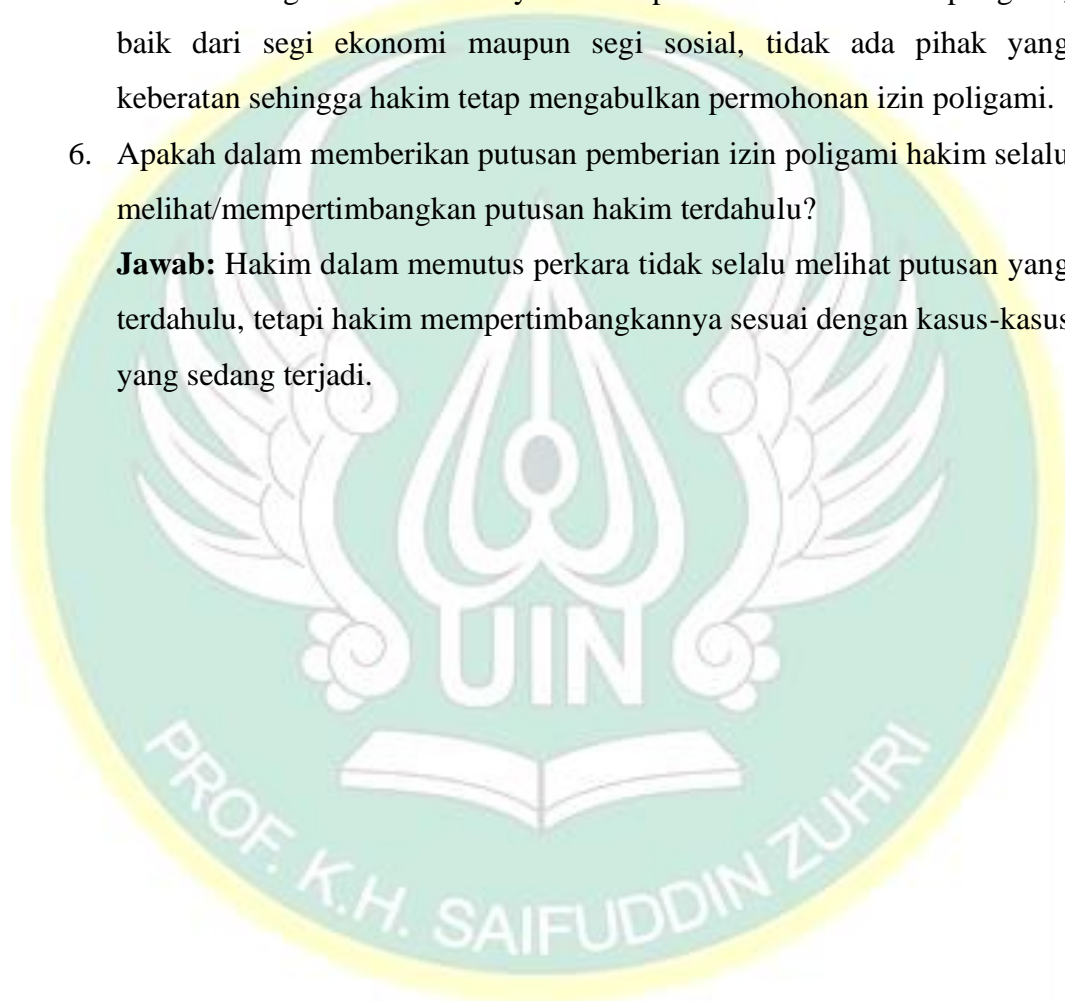 baik dari segi ekonomi maupun segi sosial, tidak ada pihak yang
keberatan sehingga hakim tetap mengabulkan permohonan izin poligami.
6. Apakah dalam memberikan putusan pemberian izin poligami hakim selalu
melihat/mempertimbangkan putusan hakim terdahulu?
Jawab: Hakim dalam memutus perkara tidak selalu melihat putusan yang
terdahulu, tetapi hakim mempertimbangkannya sesuai dengan kasus-kasus
yang sedang terjadi.
UIN
PROF. K.H. SAIFUDDIN ZUHRI